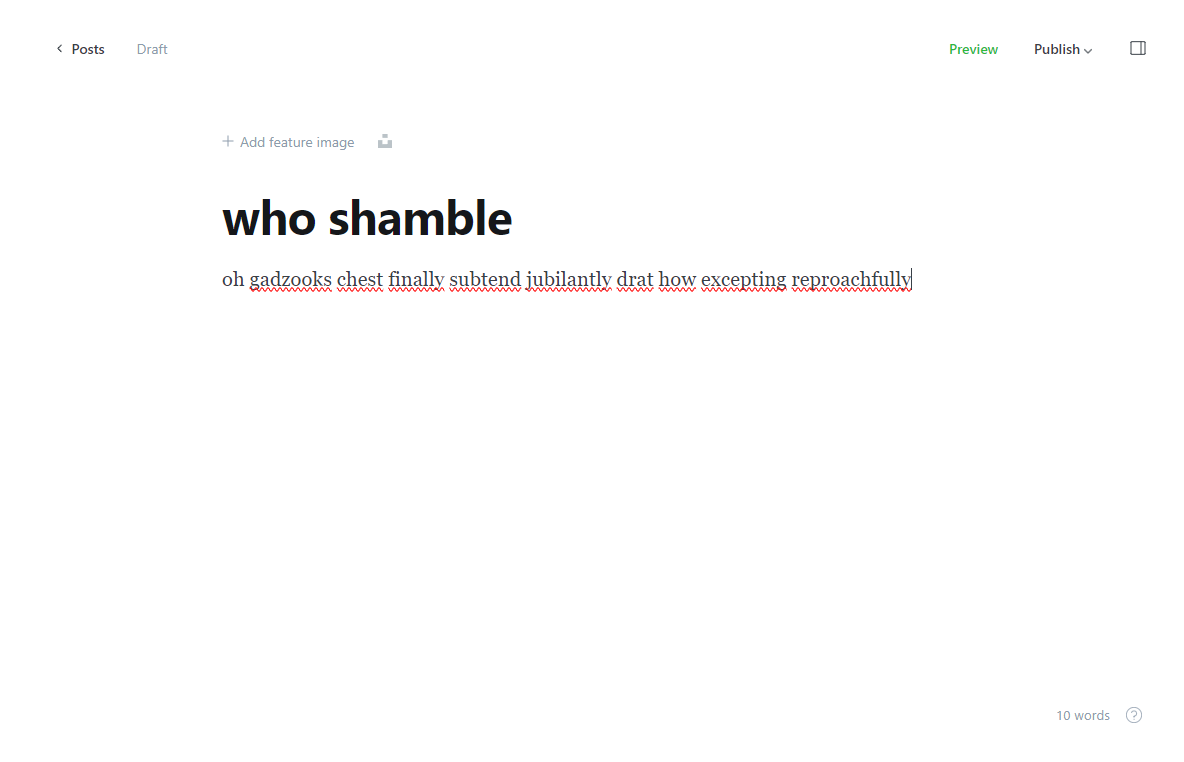 Posts
Draft
Preview
Publish
Add feature image
who shamble
oh gadzooks chest finally subtend jubilantly drat how excepting reproachfully
10 words